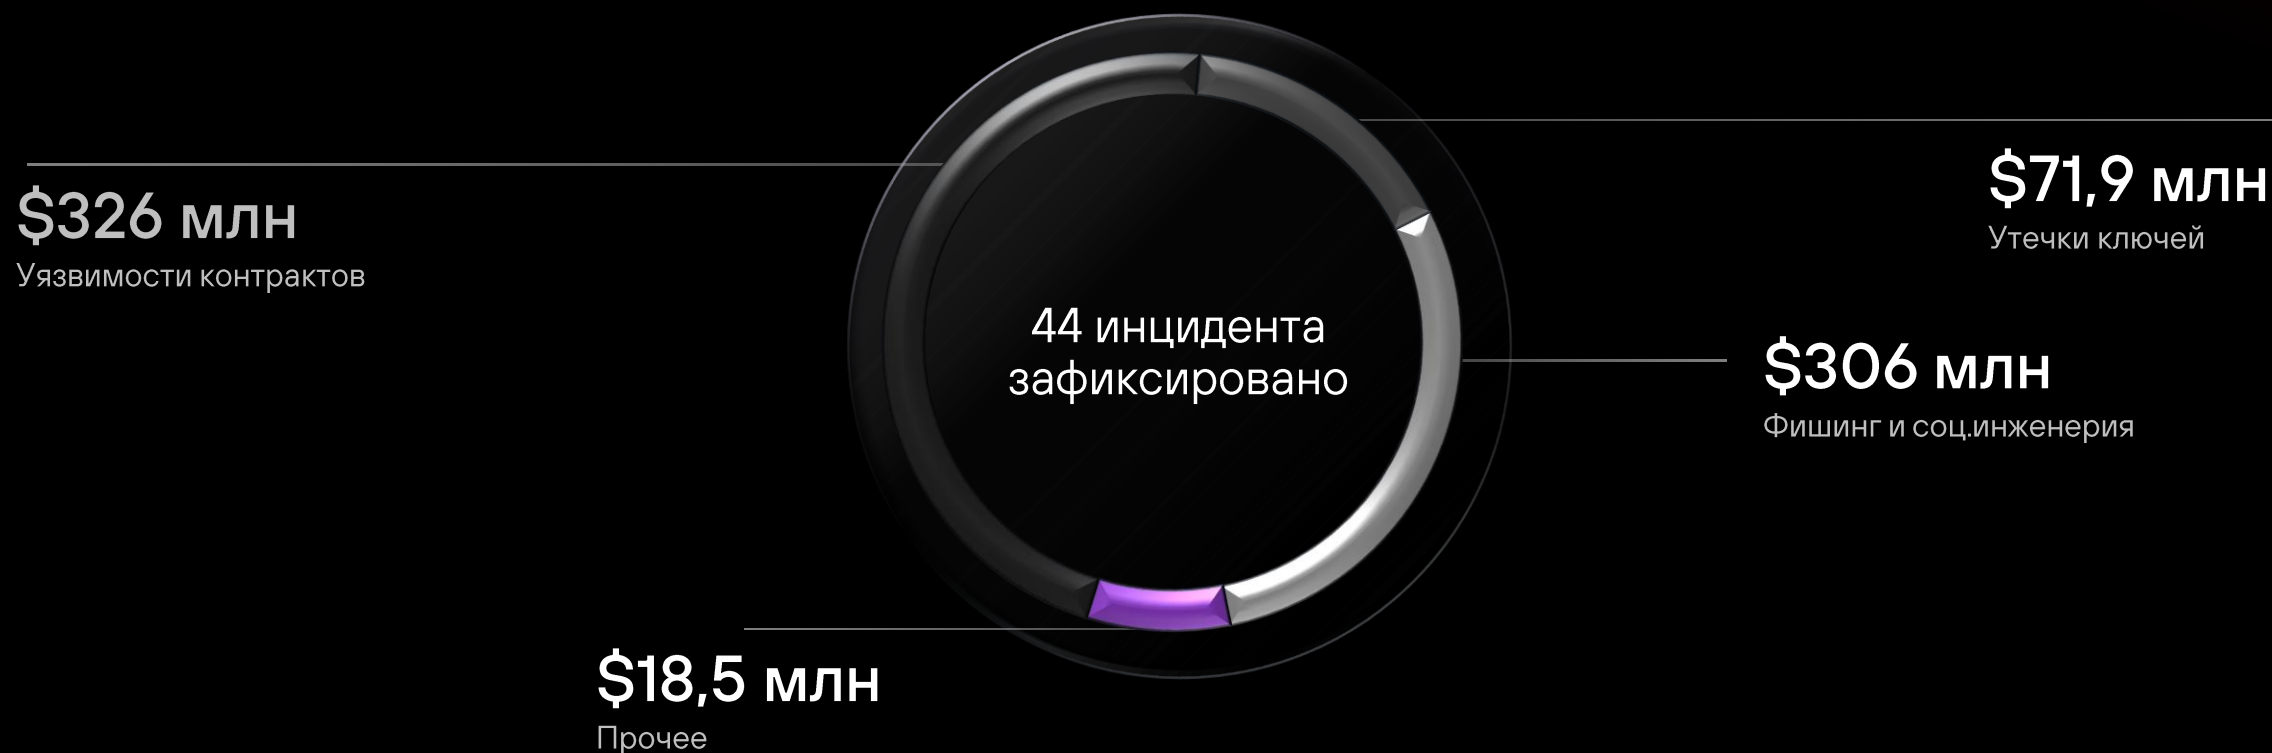 $326 млн
Уязвимости контрактов
44 инцидента
зафиксировано
$71,9 млн
Утечки ключей
$306 млн
Фишинг и соц.инженерия
$18,5 млн
Прочее